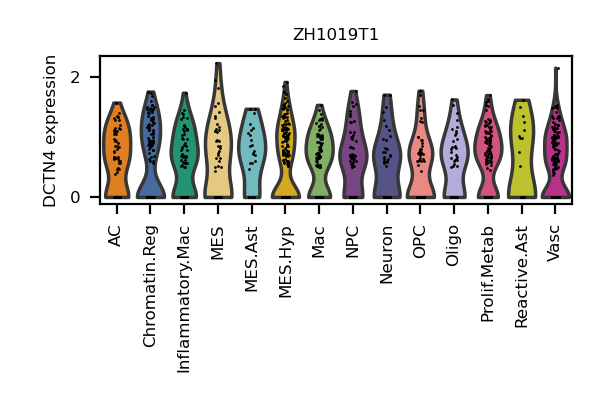 ZH1019T1
DCTN4 expression
2
0
AC
Chromatin.Reg
Inflammatory.Mac
MES
MES.Ast
MES.Hyp
Mac
NPC
Neuron
OPC
Oligo
Prolif.Metab
Reactive.Ast
Vasc